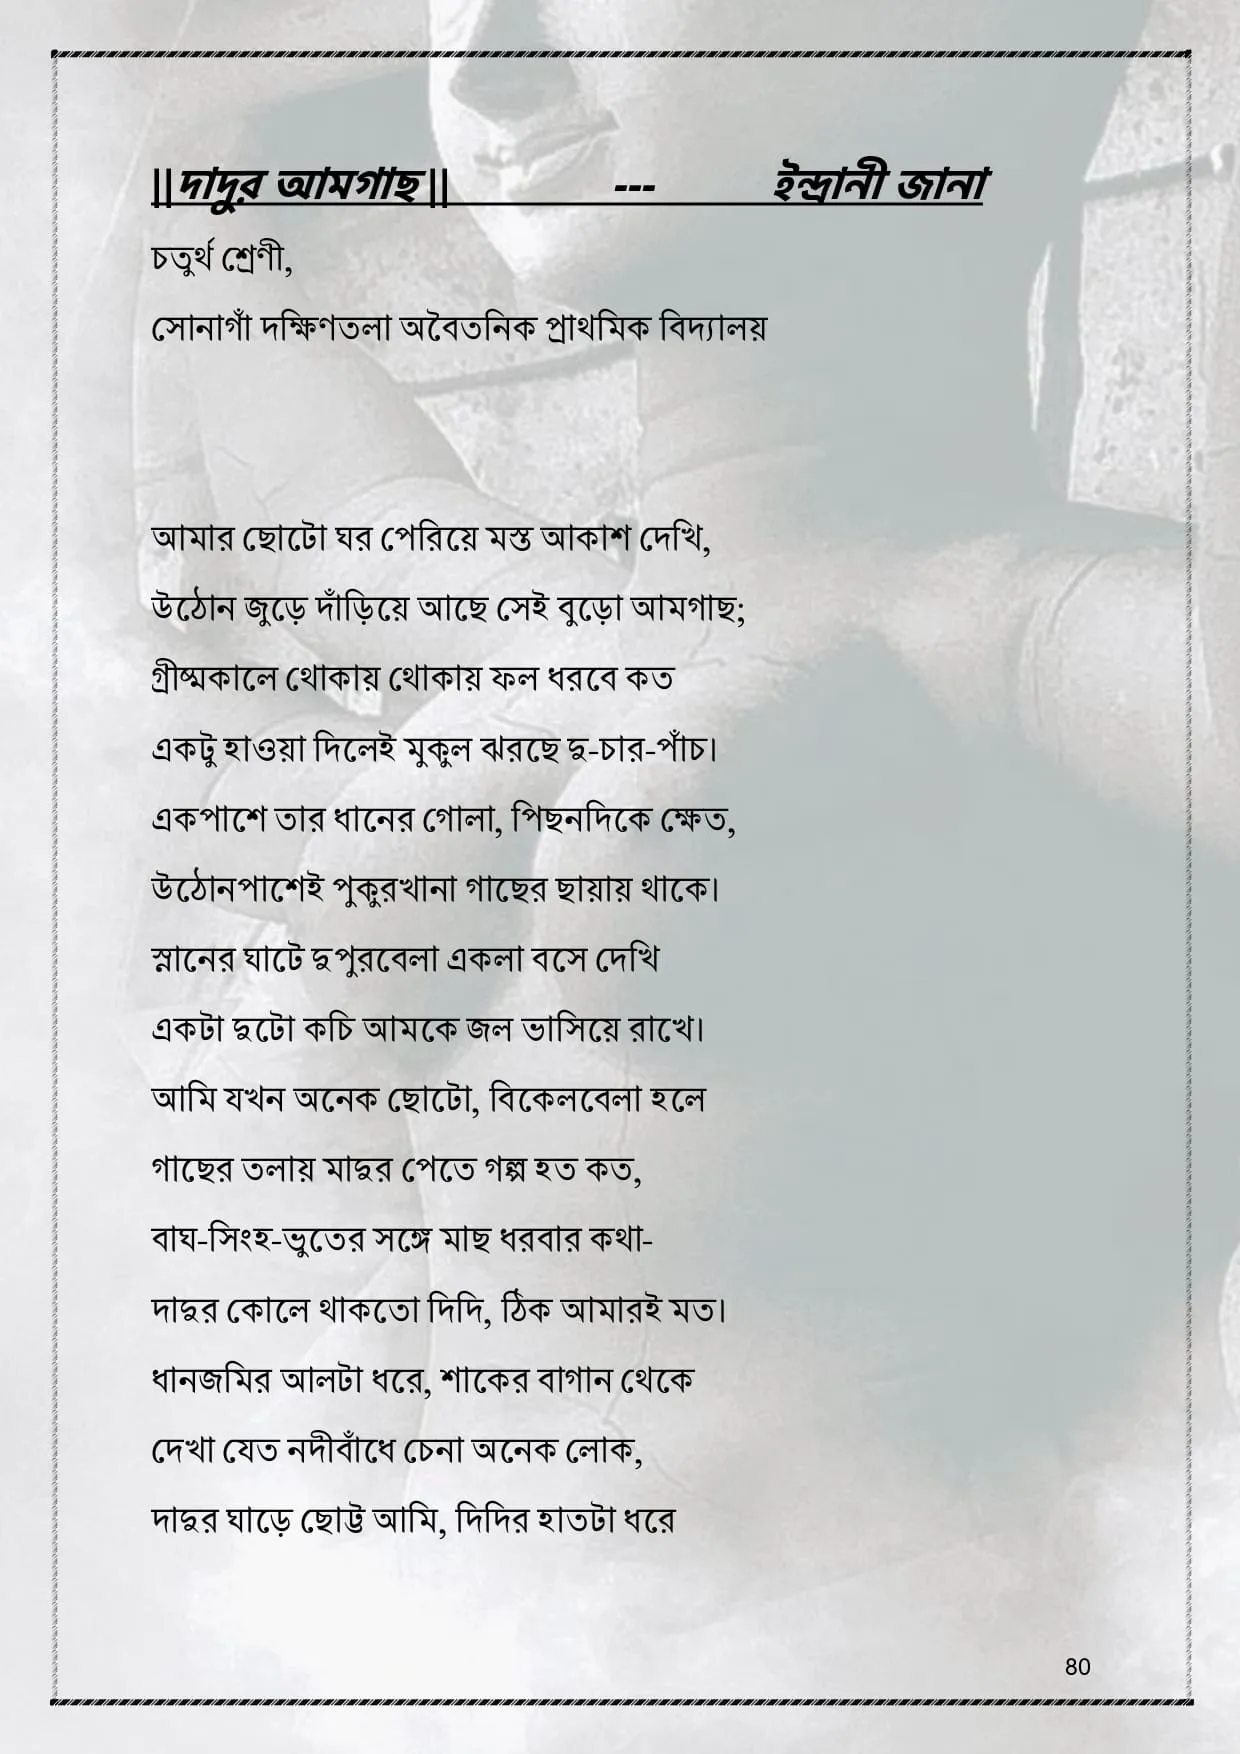 ||দাদুর আমগাছ|| --- ইন্দ্রানী জানা
চতুর্থ শ্রেণী,
সোনাগাঁ দক্ষিণতলা অবৈতনিক প্রাথমিক বিদ্যালয়
আমার ছোটো ঘর পেরিয়ে মস্ত আকাশ দেখি,
উঠোন জুড়ে দাঁড়িয়ে আছে সেই বুড়ো আমগাছ;
গ্রীষ্মকালে থোকায় থোকায় ফল ধরবে কত
একটু হাওয়া দিলেই মুকুল ঝরছে দু-চার-পাঁচ।
একপাশে তার ধানের গোলা, পিছনদিকে ক্ষেত,
উঠোনপাশেই পুকুরখানা গাছের ছায়ায় থাকে।
স্নানের ঘাটে দুপুরবেলা একলা বসে দেখি
একটা দুটো কচি আমকে জল ভাসিয়ে রাখে।
আমি যখন অনেক ছোটো, বিকেলবেলা হলে
গাছের তলায় মাদুর পেতে গল্প হত কত,
বাঘ-সিংহ-ভুতের সঙ্গে মাছ ধরবার কথা-
দাদুর কোলে থাকতো দিদি, ঠিক আমারই মত।
ধানজমির আলটা ধরে, শাকের বাগান থেকে
দেখা যেত নদীবাঁধে চেনা অনেক লোক,
দাদুর ঘাড়ে ছোট্ট আমি, দিদির হাতটা ধরে
80